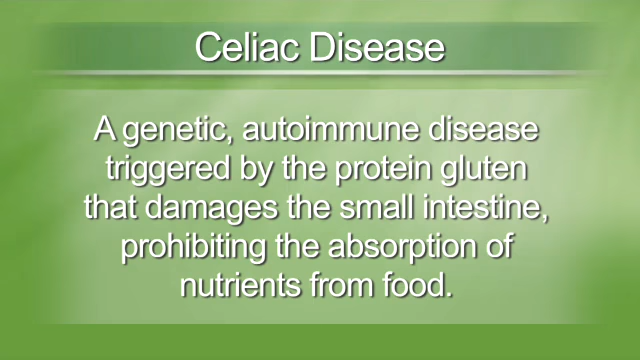 Celiac Disease
A genetic, autoimmune disease
triggered by the protein gluten
that damages the small intestine,
prohibiting the absorption of
nutrients from food.